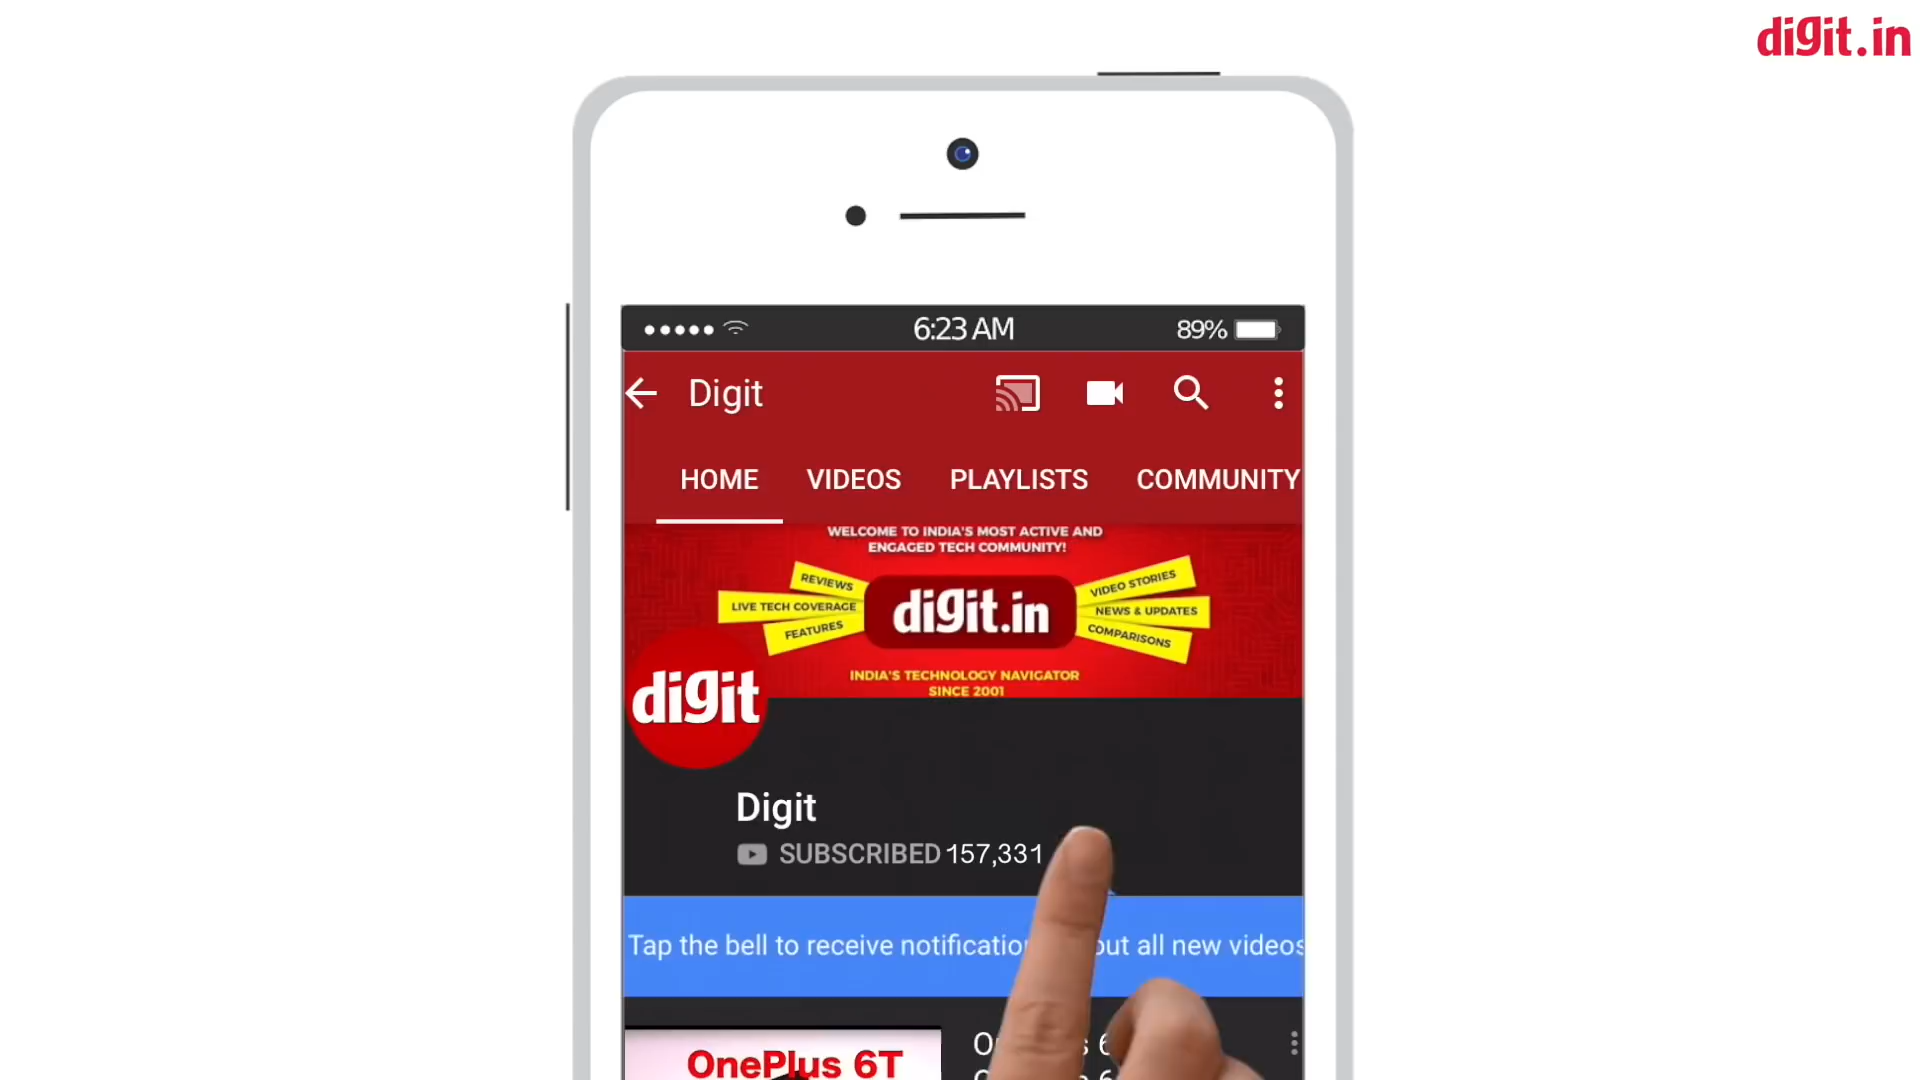 digit.in
6:23 AM
89%
Digit
HOME VIDEOS PLAYLISTS COMMUNITY
WELCOME TO INDIA'S MOST ACTIVE AND
ENGAGED TECH COMMUNITY!
REVIEWS
LIVE TECH COVERAGE
FEATURES
digit.in
VIDEO STORIES
NEWS & UPDATES
COMPARISONS
INDIA'S TECHNOLOGY NAVIGATOR
SINCE 2001
digit
Digit
SUBSCRIBED 157,331
Tap the bell to receive all new videos
OnePlus 6T